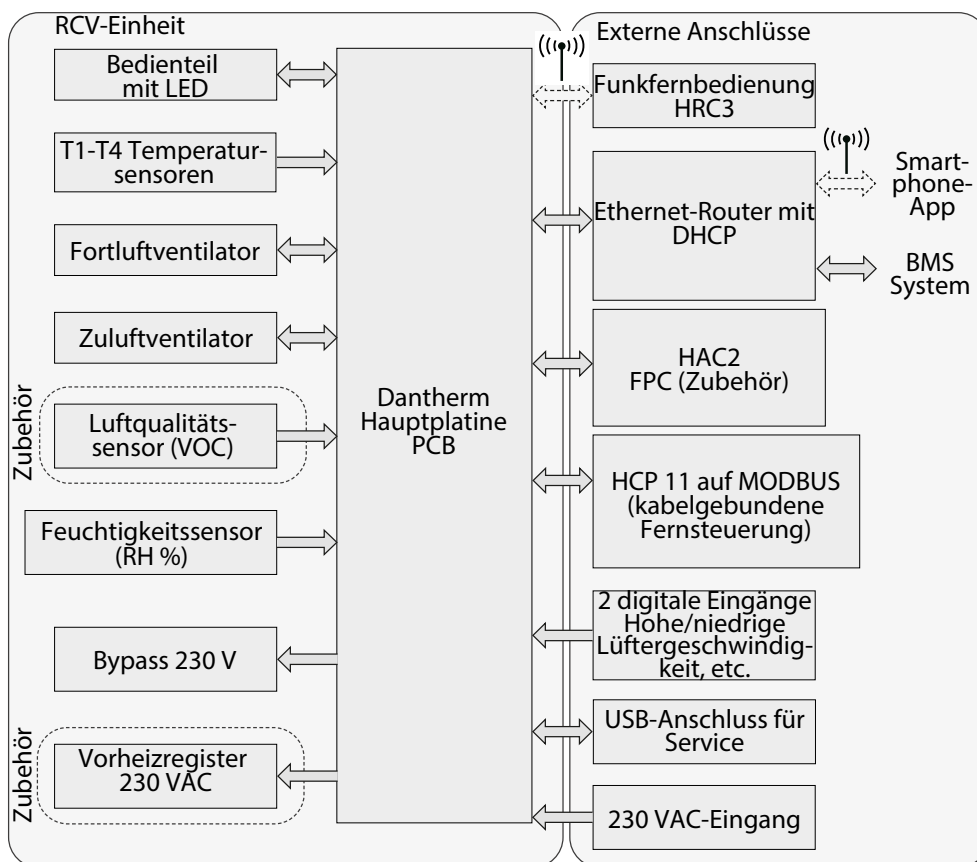 RCV-Einheit
Bedienteil
mit LED
T1-T4 Temperatur-
sensoren
Fortluftventilator
Zuluftventilator
Zubehör
Luftqualitäts-
sensor (VOC)
Feuchtigkeitssensor
(RH %)
Bypass 230 V
Zubehör
Vorheizregister
230 VAC
Dantherm
Hauptplatine
PCB
Externe Anschlüsse
Funkfernbedienung
HRC3
Ethernet-Router mit
DHCP
Smart-
phone-
App
BMS
System
HAC2
FPC (Zubehör)
HCP 11 auf MODBUS
(kabelgebundene
Fernsteuerung)
2 digitale Eingänge
Hohe/niedrige
Lüftergeschwindig-
keit, etc.
USB-Anschluss für
Service
230 VAC-Eingang